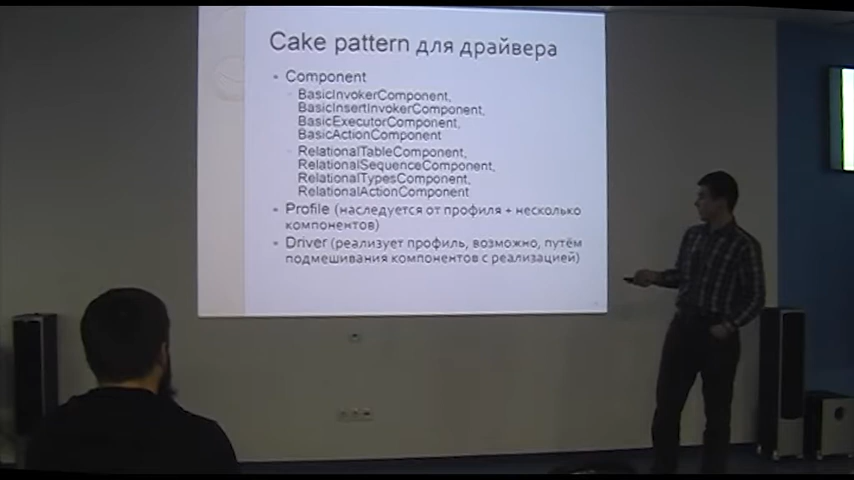 Cake pattern для драйвера
Component
BasicInvokerComponent,
BasicInsertInvokerComponent,
BasicExecutorComponent,
BasicActionComponent
RelationalTableComponent,
RelationalSequenceComponent,
RelationalTypesComponent,
RelationalActionComponent
Profile (наследуется от профиля + несколько
компонентов)
Driver (реализует профиль, возможно, путём
подмешивания компонентов с реализацией)